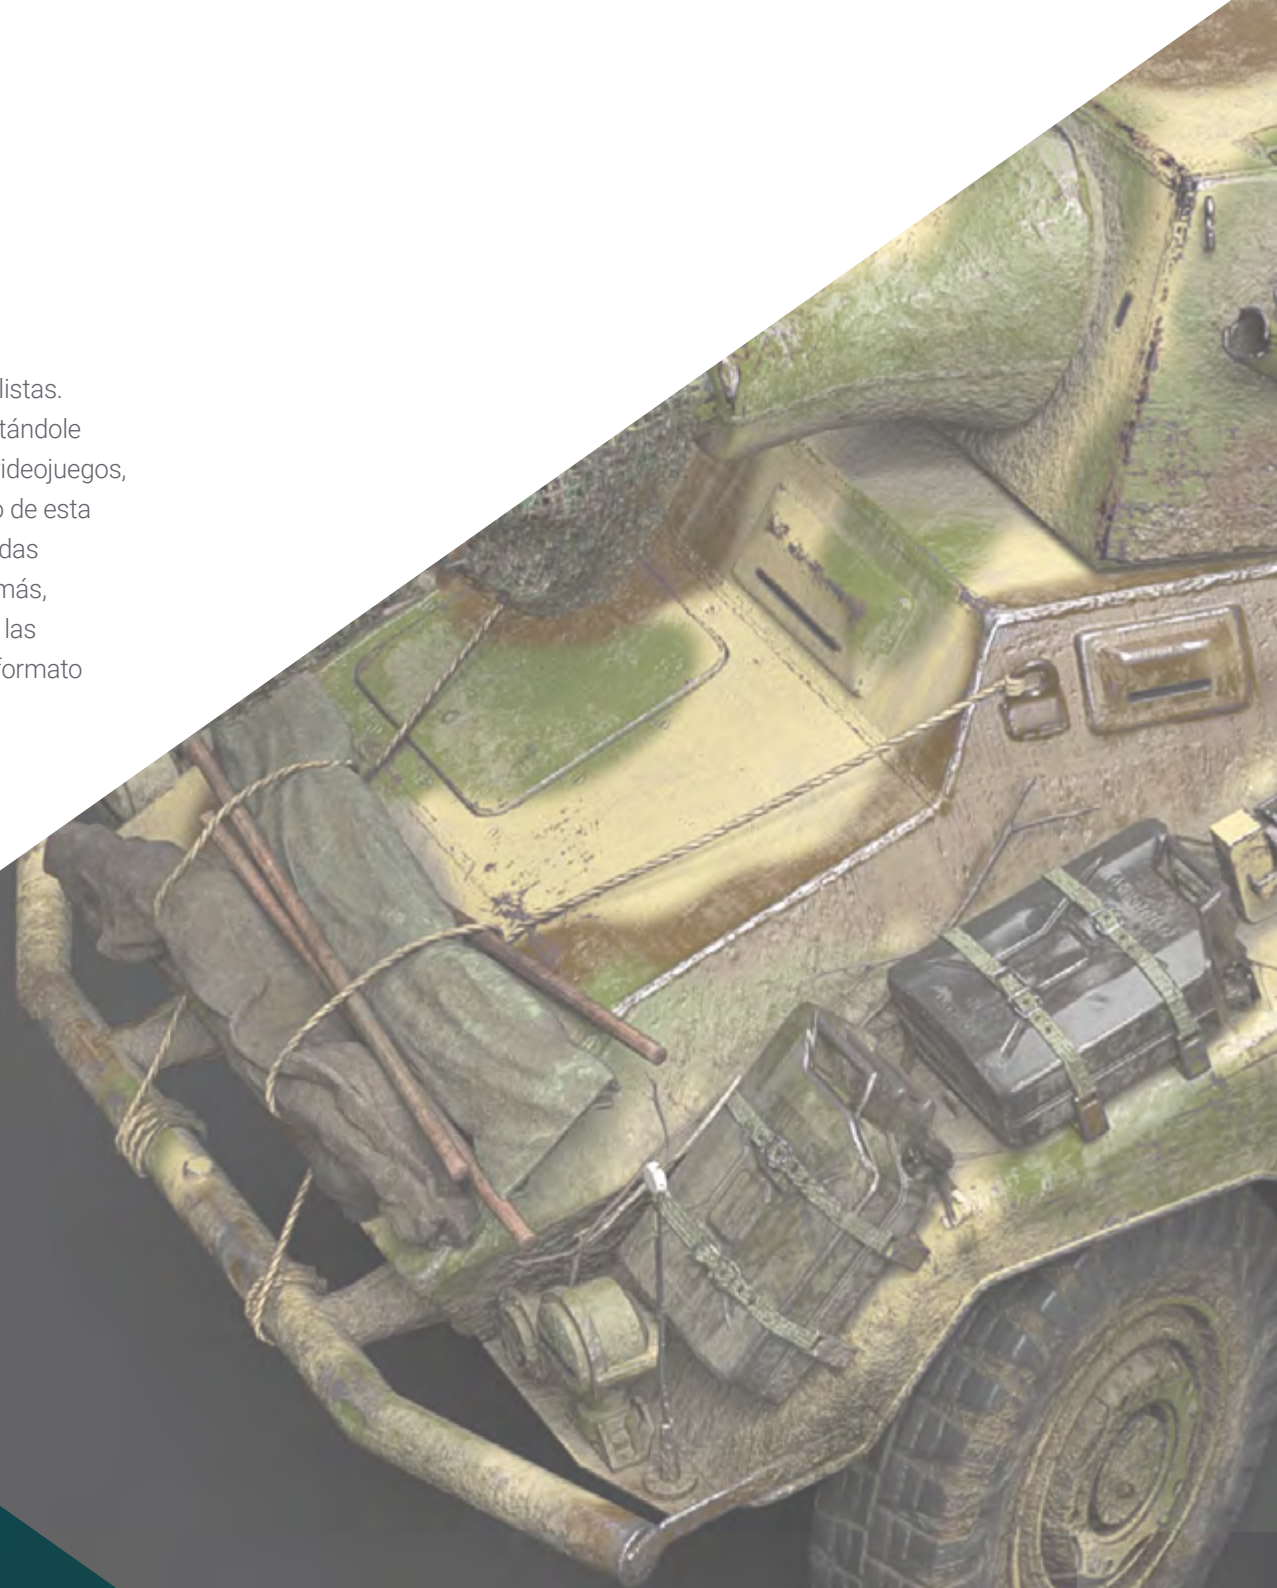 listas.
tándole
ideojuegos,
o de esta
das
más,
las
formato